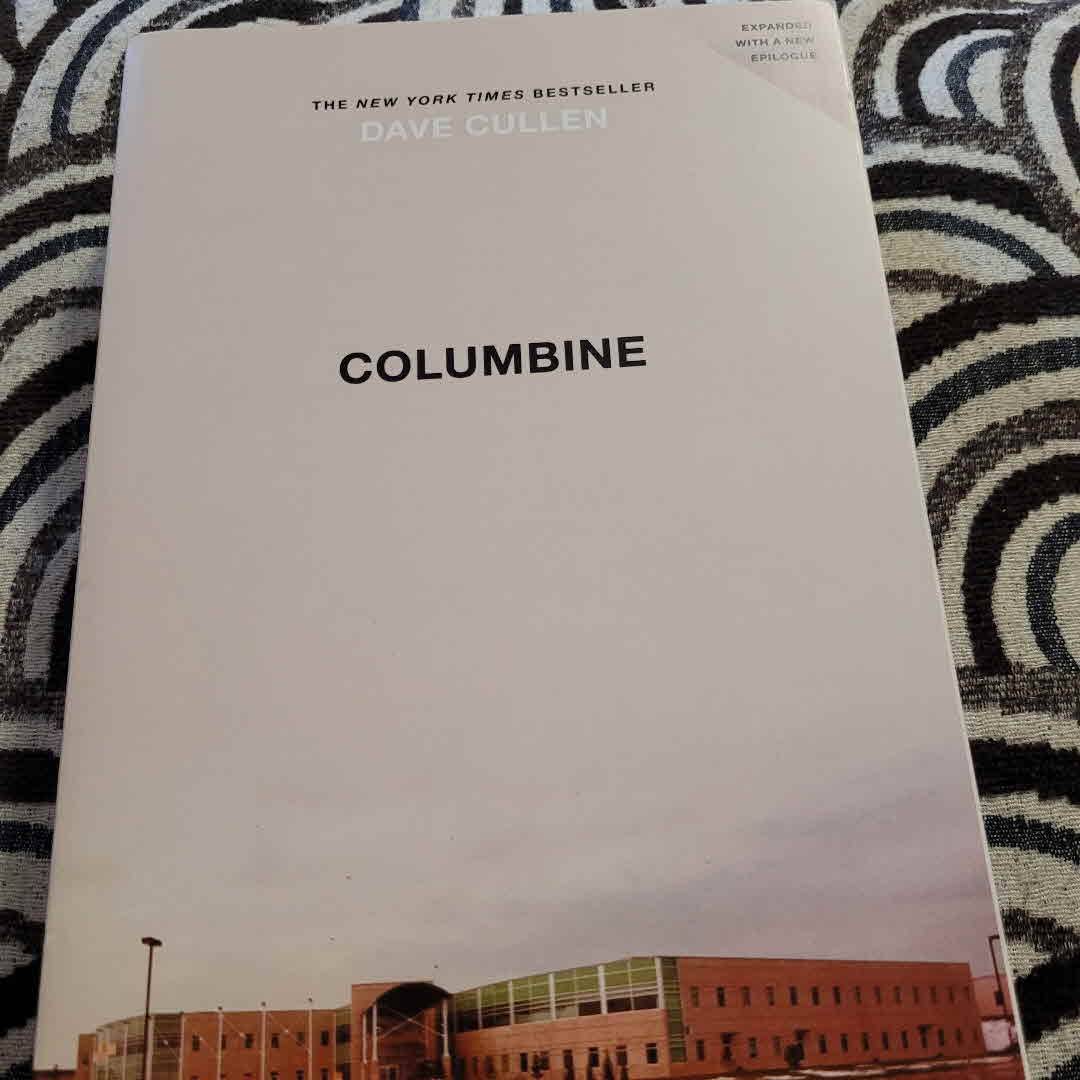 EXPANDED
WITH A NEW
EPILOGUE
THE NEW YORK TIMES BESTSELLER
DAVE CULLEN
COLUMBINE